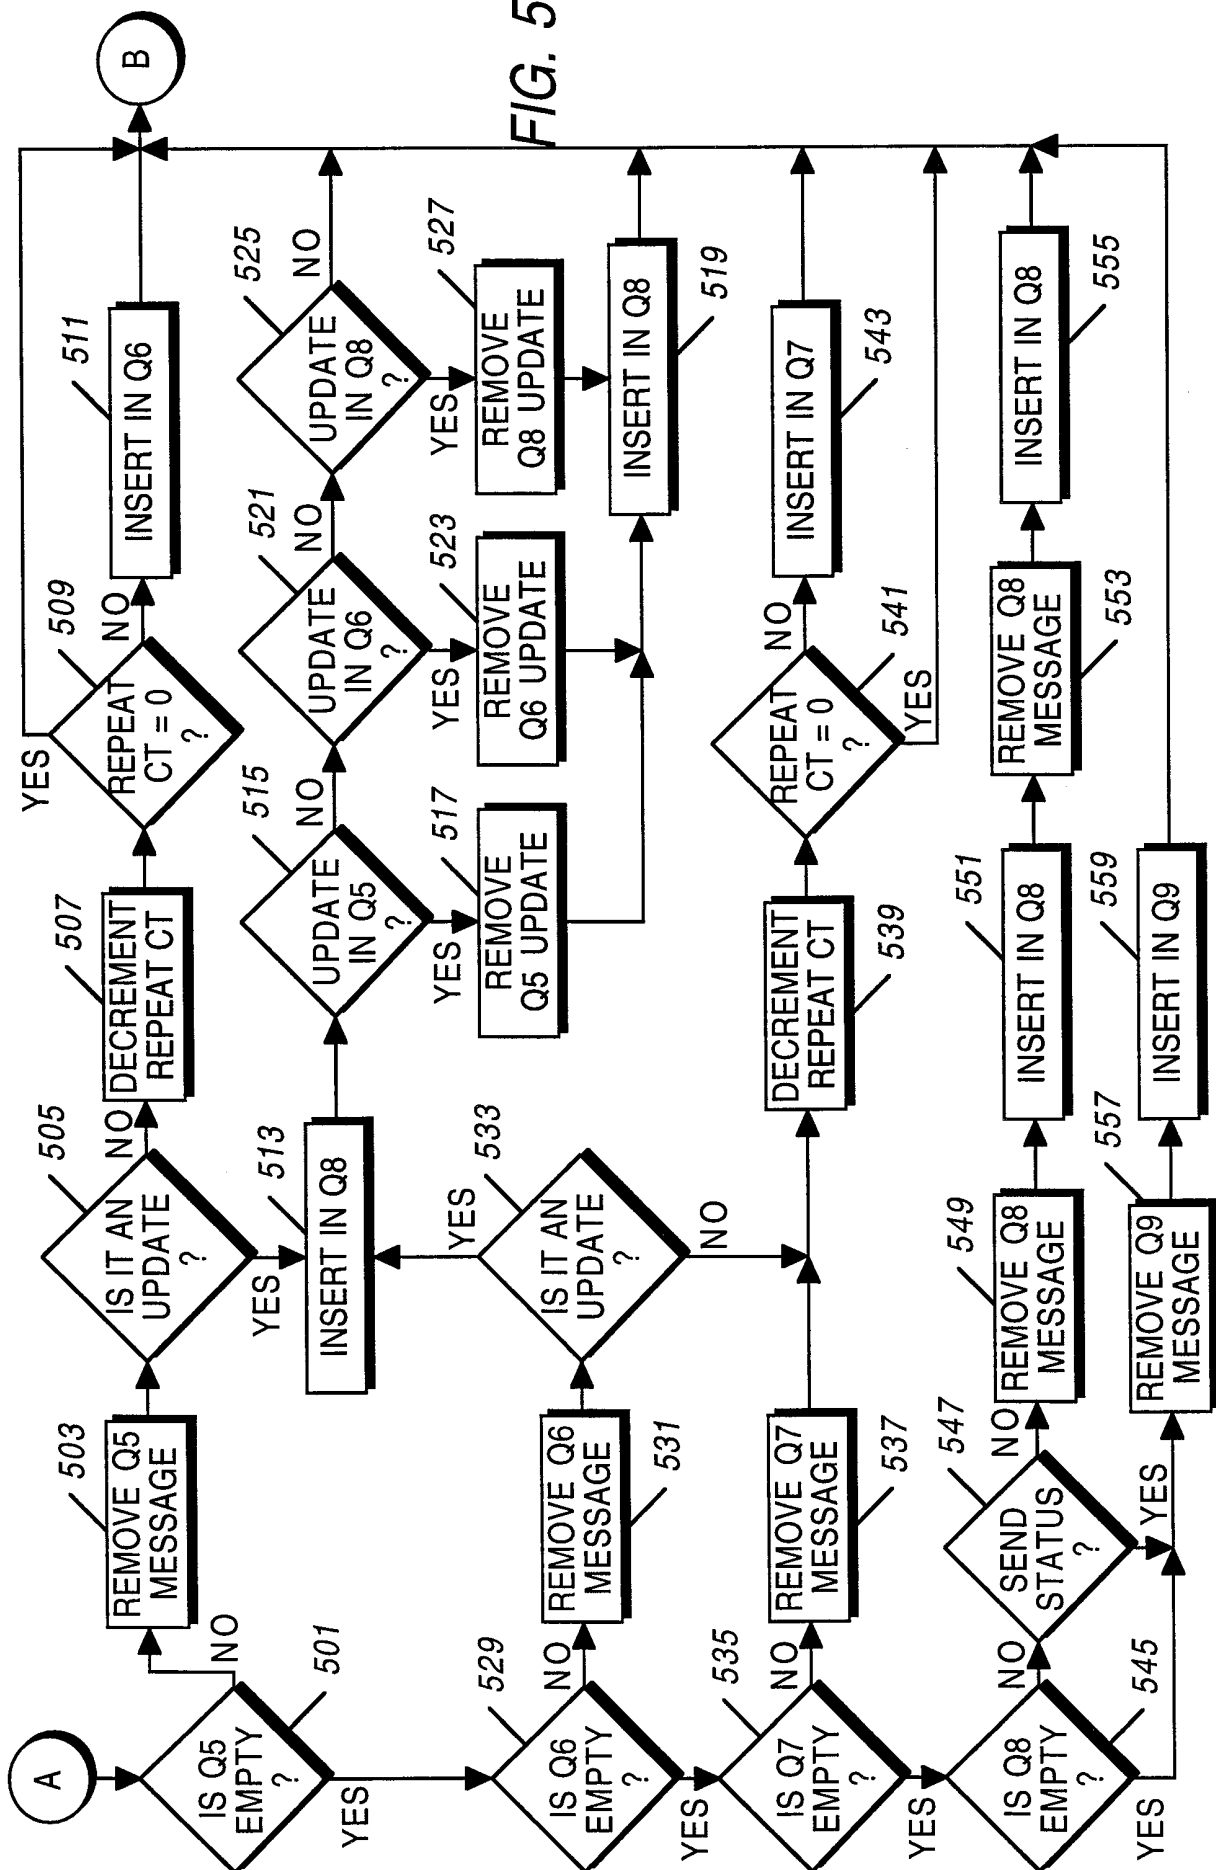 A
IS Q5
EMPTY
?
501
NO
YES
REMOVE Q5
MESSAGE
503
IS IT AN
UPDATE
?
505
NO
YES
DECREMENT
REPEAT CT
507
REPEAT
CT = 0
?
509
YES
NO
INSERT IN Q6
511
B
INSERT IN Q8
513
UPDATE
IN Q5
?
515
NO
YES
REMOVE
Q5 UPDATE
517
UPDATE
IN Q6
?
521
NO
YES
REMOVE
Q6 UPDATE
523
UPDATE
IN Q8
?
525
NO
YES
REMOVE
Q8 UPDATE
527
INSERT IN Q8
519
IS Q6
EMPTY
?
529
NO
YES
REMOVE Q6
MESSAGE
531
IS IT AN
UPDATE
?
533
YES
NO
IS Q7
EMPTY
?
535
NO
YES
REMOVE Q7
MESSAGE
537
DECREMENT
REPEAT CT
539
REPEAT
CT = 0
?
541
NO
YES
INSERT IN Q7
543
IS Q8
EMPTY
?
545
NO
YES
SEND
STATUS
?
547
NO
YES
REMOVE Q8
MESSAGE
549
INSERT IN Q8
551
REMOVE Q8
MESSAGE
553
INSERT IN Q8
555
REMOVE Q9
MESSAGE
557
INSERT IN Q9
559
FIG. 5